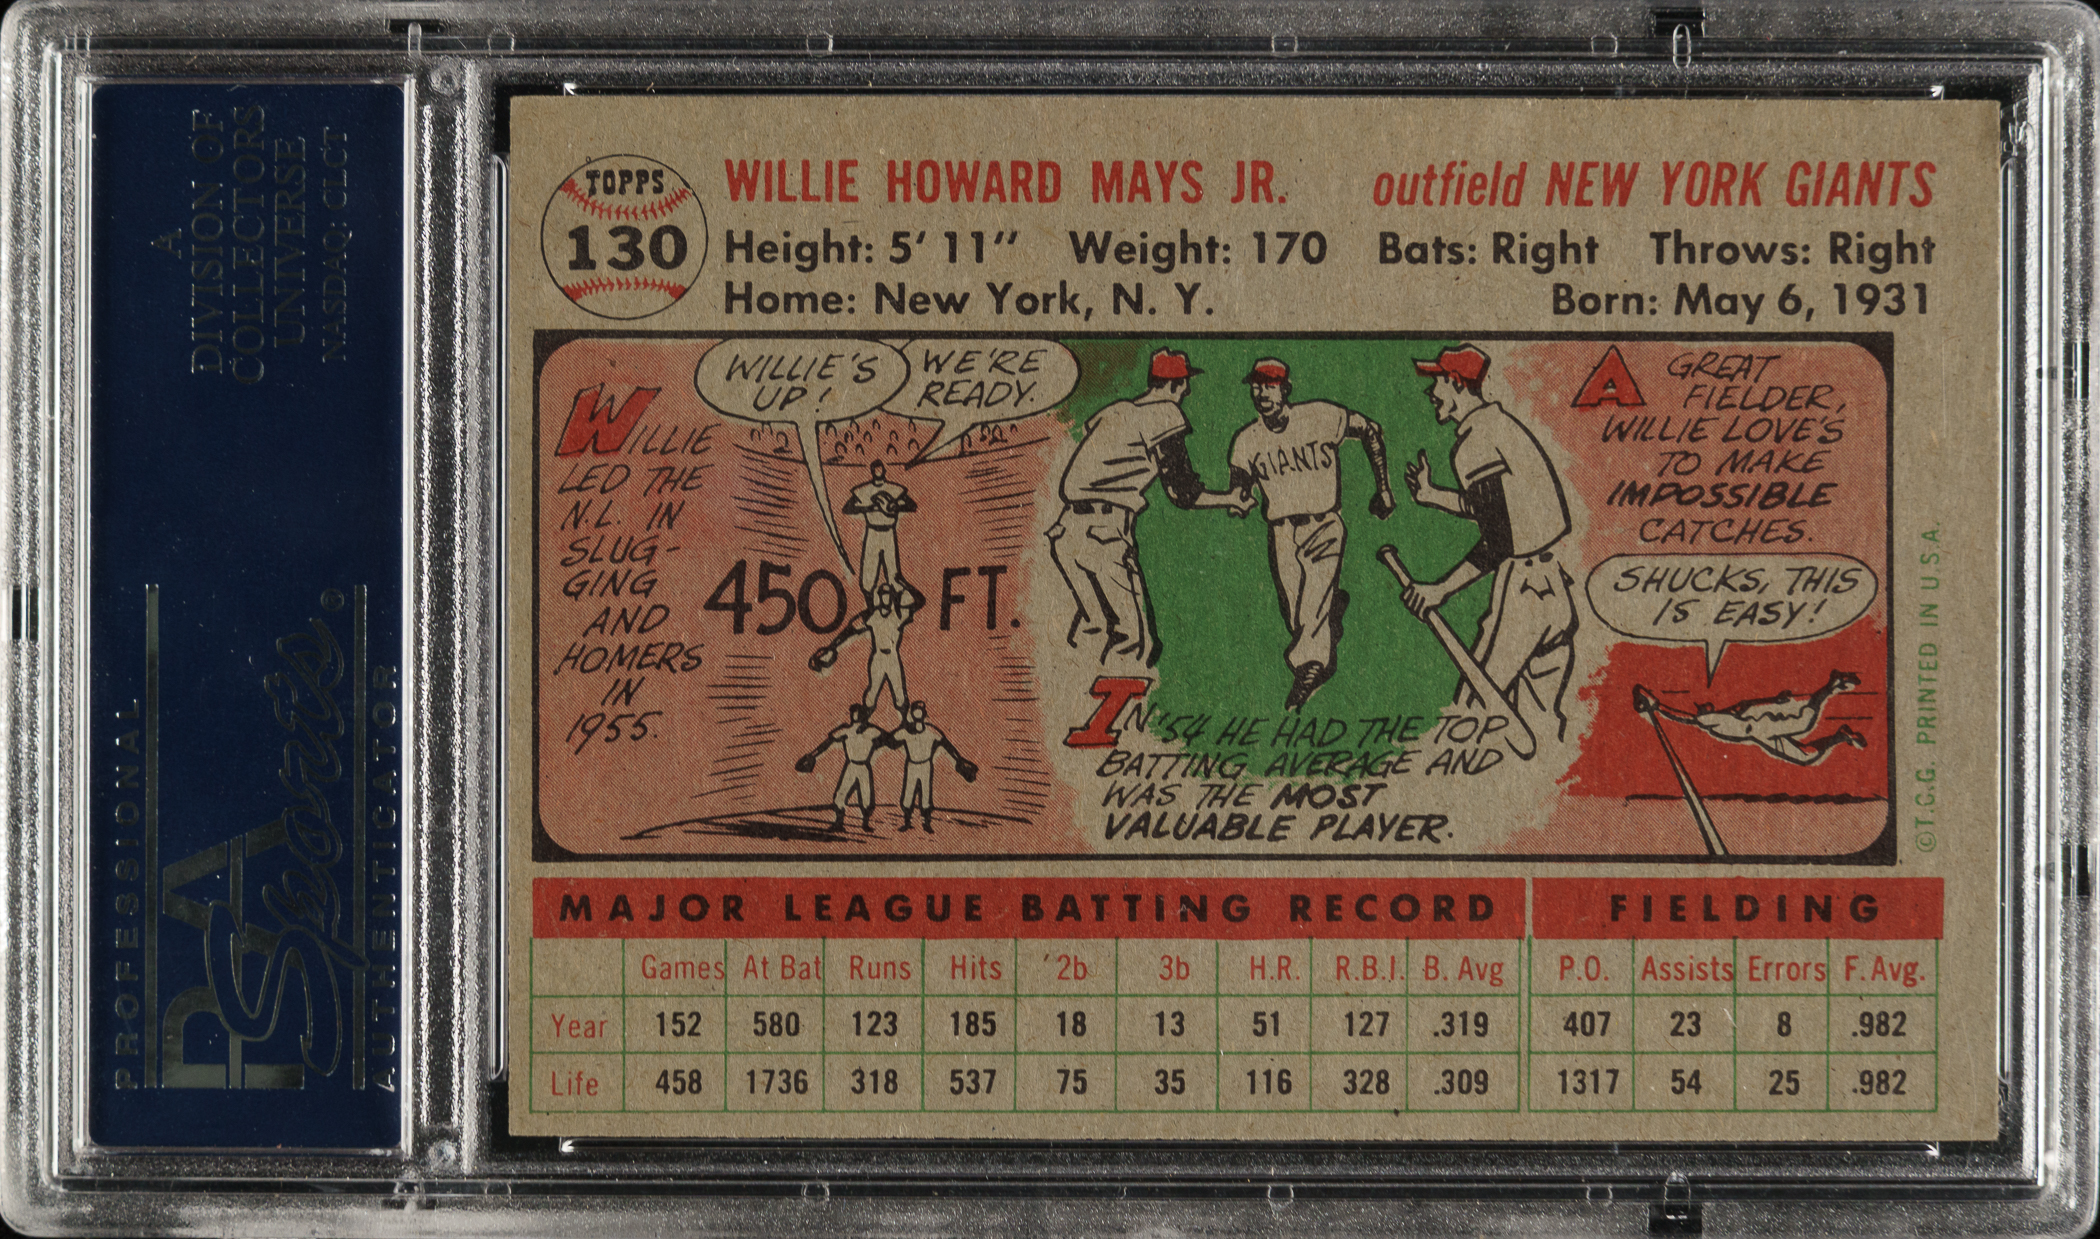 A
DIVISION OF
COLLECTORS
UNIVERSE
NASDAQ: CLCT
PROFESSIONAL
PSA
Sports ®
AUTHENTICATOR
TOPPS
130
WILLIE HOWARD MAYS JR. outfield NEW YORK GIANTS
Height: 5' 11" Weight: 170 Bats: Right Throws: Right
Home: New York, N. Y. Born: May 6, 1931
WILLIE
LED THE
N.L. IN
SLUG-
GING
AND
HOMERS
IN
1955.
WILLIE'S
UP!
WE'RE
READY.
450 FT.
GIANTS
IN '54 HE HAD THE TOP
BATTING AVERAGE AND
WAS THE MOST
VALUABLE PLAYER.
A GREAT
FIELDER,
WILLIE LOVE'S
TO MAKE
IMPOSSIBLE
CATCHES.
SHUCKS, THIS
IS EASY!
©T.C.G. PRINTED IN U.S.A.
MAJOR LEAGUE BATTING RECORD FIELDING
Games At Bat Runs Hits '2b 3b H.R. R.B.I. B. Avg P.O. Assists Errors F. Avg.
Year 152 580 123 185 18 13 51 127 .319 407 23 8 .982
Life 458 1736 318 537 75 35 116 328 .309 1317 54 25 .982